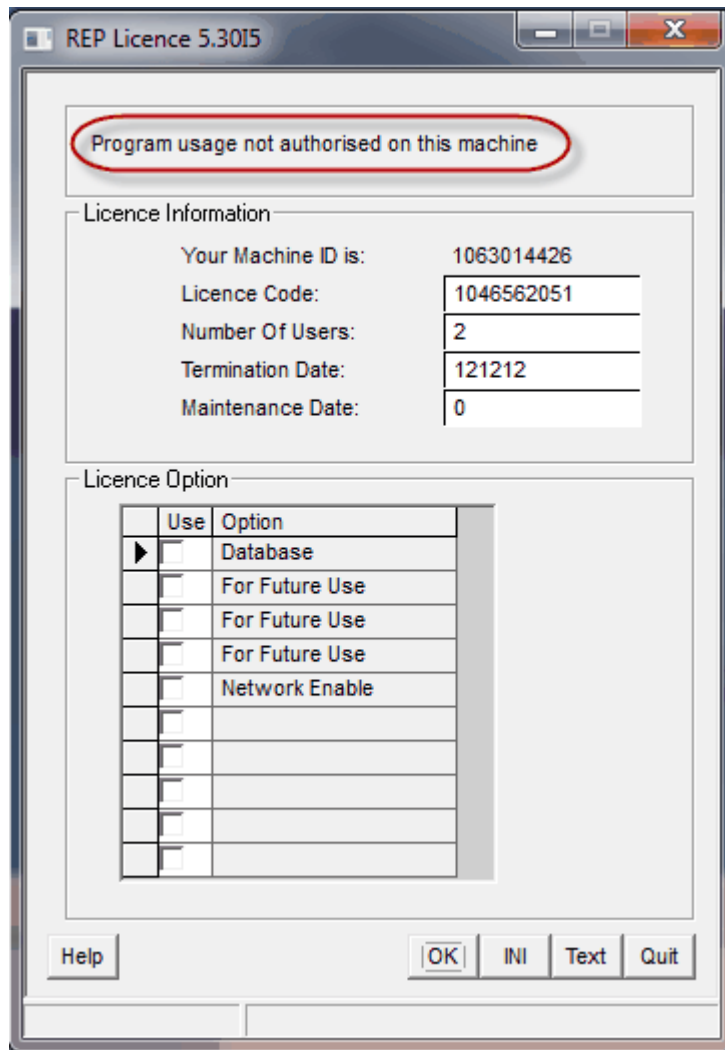 REP Licence 5.30I5
Program usage not authorised on this machine
Licence Information
Your Machine ID is: 1063014426
Licence Code: 1046562051
Number Of Users: 2
Termination Date: 121212
Maintenance Date: 0
Licence Option
Use Option
Database
For Future Use
For Future Use
For Future Use
Network Enable
Help OK INI Text Quit